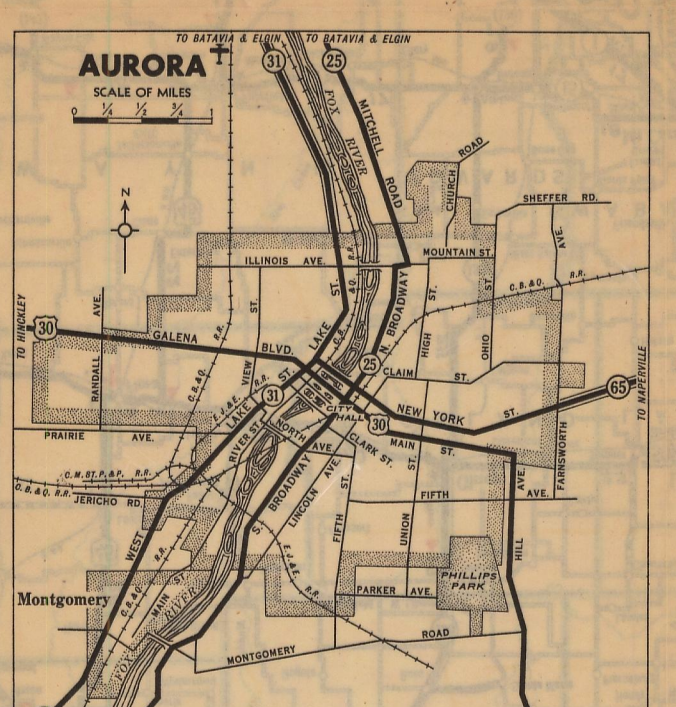 TO BATAVIA & ELGIN
TO BATAVIA & ELGIN
AURORA
SCALE OF MILES
0 1/4 1/2 3/4 1
31
25
FOX RIVER
MITCHELL ROAD
N
CHURCH ROAD
SHEFFER RD.
AVE.
MOUNTAIN ST.
ILLINOIS AVE.
R.R.
C.B. & Q.
C.B. & Q. R.R.
TO HINCKLEY
30
RANDALL AVE.
GALENA BLVD.
VIEW ST.
LAKE ST.
N. BROADWAY
HIGH ST.
OHIO ST.
C.B. & Q. R.R.
25
CLAIM ST.
65
TO NAPERVILLE
E.J. & E. R.R.
31
LAKE ST.
CITY HALL
NEW YORK ST.
30
MAIN ST.
PRAIRIE AVE.
RIVER ST.
NORTH AVE.
CLARK ST.
FARNSWORTH
C.M. ST. P. & P. R.R.
C.B. & Q. R.R.
JERICHO RD.
S. BROADWAY
LINCOLN AVE.
FIFTH ST.
UNION ST.
FIFTH AVE.
HILL AVE.
WEST
E.J. & E. R.R.
PHILLIPS PARK
PARKER AVE.
Montgomery
C.B. & Q. R.R.
MAIN ST.
FOX RIVER
MONTGOMERY ROAD